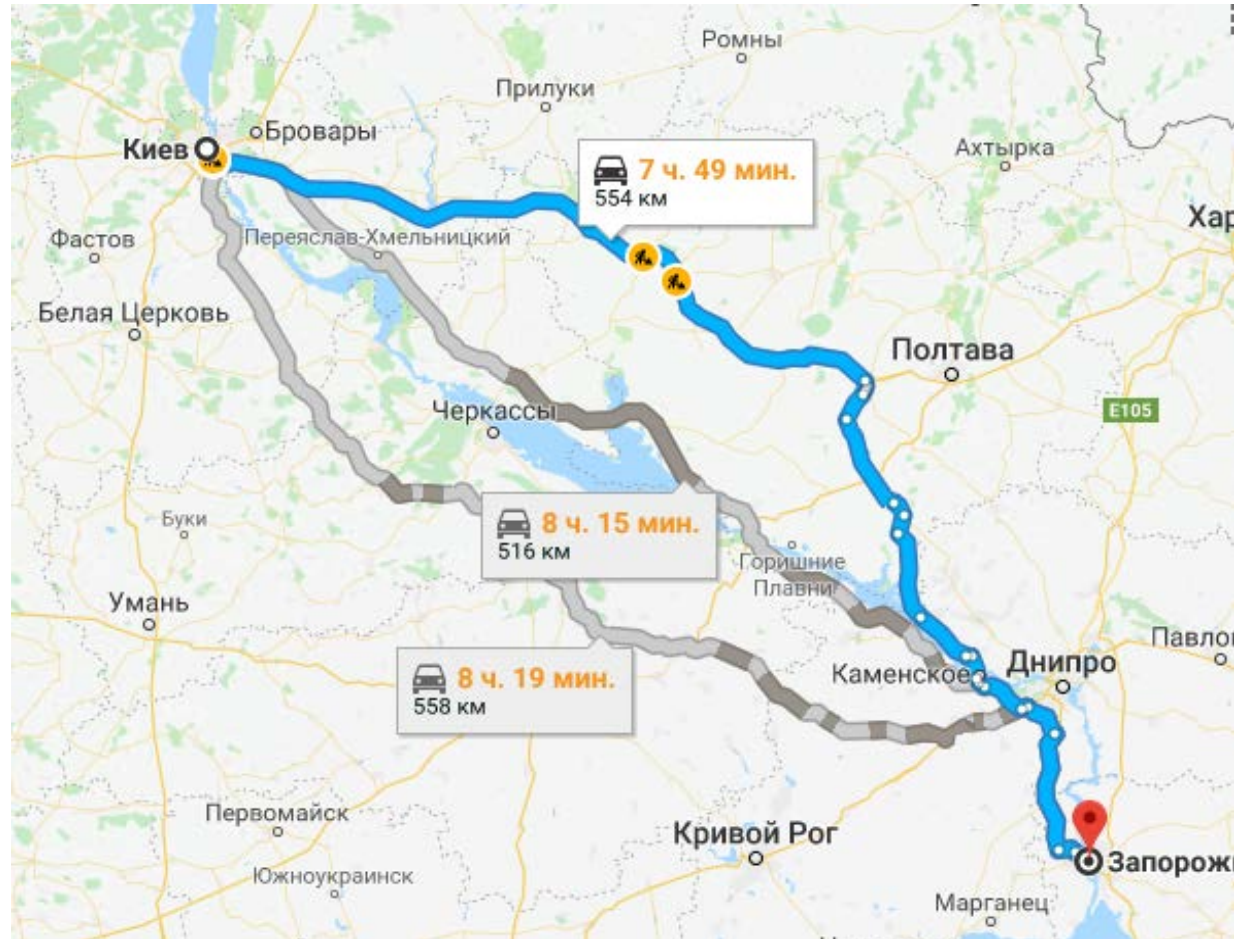 Ромны
Прилуки
Бровары
Киев
Ахтырка
7 ч. 49 мин.
554 км
Хар
Фастов
Переяслав-Хмельницкий
Белая Церковь
Полтава
Черкассы
E105
Буки
8 ч. 15 мин.
516 км
Горишние
Плавни
Умань
Павлог
Днипро
Каменское
8 ч. 19 мин.
558 км
Первомайск
Кривой Рог
Запорожь
Южноукраинск
Марганец